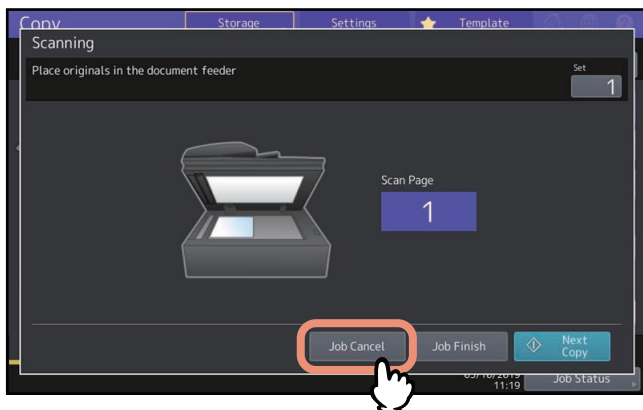 Copy
Storage
Settings
Template
Scanning
Place originals in the document feeder
Set
1
Scan Page
1
Job Cancel
Job Finish
Next
Copy
11:19
Job Status